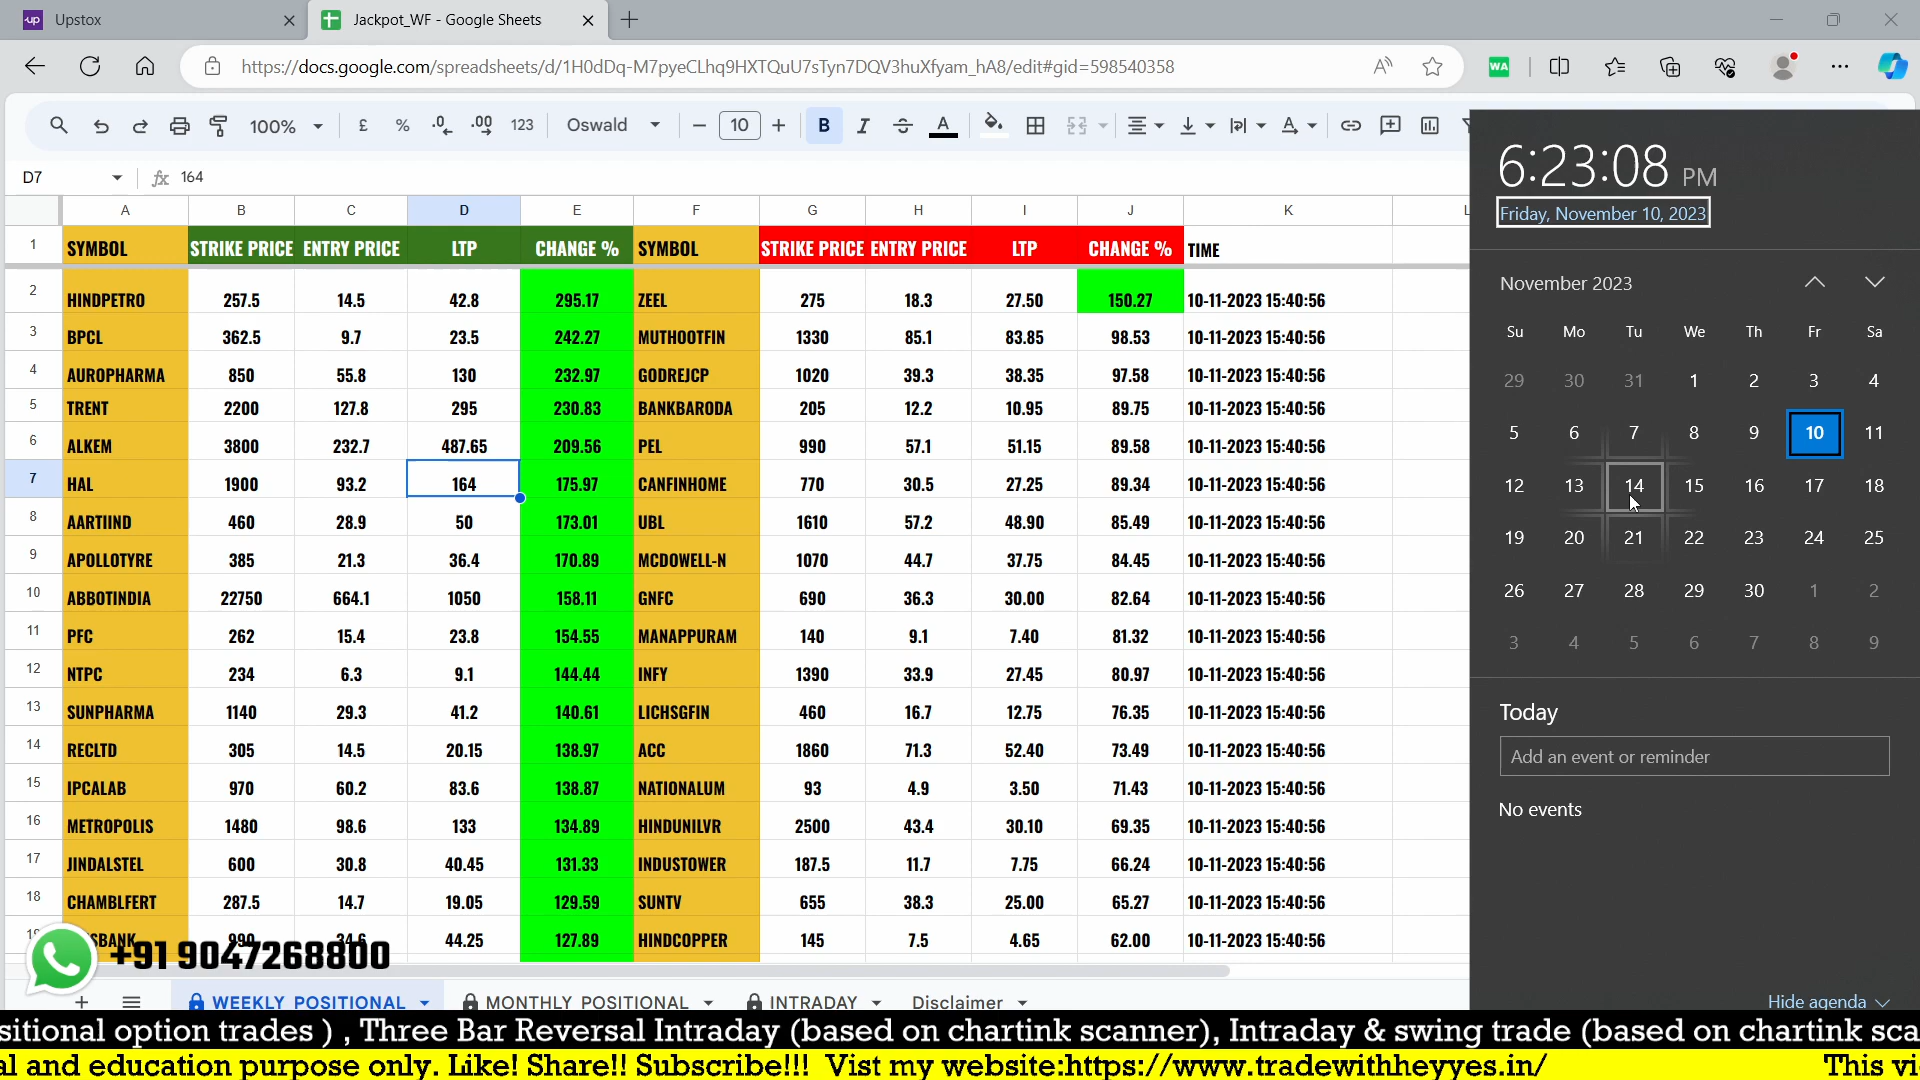 Upstox
Jackpot_WF - Google Sheets
https://docs.google.com/spreadsheets/d/1H0dDq-M7pyeCLhq9HXTQuU7sTyn7DQV3huXfyam_hA8/edit#gid=598540358
100% £ % .0 .00 123 Oswald 10 B I A
D7 fx 164
A B C D E F G H I J K L
1 SYMBOL STRIKE PRICE ENTRY PRICE LTP CHANGE % SYMBOL STRIKE PRICE ENTRY PRICE LTP CHANGE % TIME
2 HINDPETRO 257.5 14.5 42.8 295.17 ZEEL 275 18.3 27.50 150.27 10-11-2023 15:40:56
3 BPCL 362.5 9.7 23.5 242.27 MUTHOOTFIN 1330 85.1 83.85 98.53 10-11-2023 15:40:56
4 AUROPHARMA 850 55.8 130 232.97 GODREJCP 1020 39.3 38.35 97.58 10-11-2023 15:40:56
5 TRENT 2200 127.8 295 230.83 BANKBARODA 205 12.2 10.95 89.75 10-11-2023 15:40:56
6 ALKEM 3800 232.7 487.65 209.56 PEL 990 57.1 51.15 89.58 10-11-2023 15:40:56
7 HAL 1900 93.2 164 175.97 CANFINHOME 770 30.5 27.25 89.34 10-11-2023 15:40:56
8 AARTIIND 460 28.9 50 173.01 UBL 1610 57.2 48.90 85.49 10-11-2023 15:40:56
9 APOLLOTYRE 385 21.3 36.4 170.89 MCDOWELL-N 1070 44.7 37.75 84.45 10-11-2023 15:40:56
10 ABBOTINDIA 22750 664.1 1050 158.11 GNFC 690 36.3 30.00 82.64 10-11-2023 15:40:56
11 PFC 262 15.4 23.8 154.55 MANAPPURAM 140 9.1 7.40 81.32 10-11-2023 15:40:56
12 NTPC 234 6.3 9.1 144.44 INFY 1390 33.9 27.45 80.97 10-11-2023 15:40:56
13 SUNPHARMA 1140 29.3 41.2 140.61 LICHSGFIN 460 16.7 12.75 76.35 10-11-2023 15:40:56
14 RECLTD 305 14.5 20.15 138.97 ACC 1860 71.3 52.40 73.49 10-11-2023 15:40:56
15 IPCALAB 970 60.2 83.6 138.87 NATIONALUM 93 4.9 3.50 71.43 10-11-2023 15:40:56
16 METROPOLIS 1480 98.6 133 134.89 HINDUNILVR 2500 43.4 30.10 69.35 10-11-2023 15:40:56
17 JINDALSTEL 600 30.8 40.45 131.33 INDUSTOWER 187.5 11.7 7.75 66.24 10-11-2023 15:40:56
18 CHAMBLFERT 287.5 14.7 19.05 129.59 SUNTV 655 38.3 25.00 65.27 10-11-2023 15:40:56
SBANK 990 34.6 44.25 127.89 HINDCOPPER 145 7.5 4.65 62.00 10-11-2023 15:40:56
+91 9047268800
WEEKLY POSITIONAL MONTHLY POSITIONAL INTRADAY Disclaimer
6:23:08 PM
Friday, November 10, 2023
November 2023
Su Mo Tu We Th Fr Sa
29 30 31 1 2 3 4
5 6 7 8 9 10 11
12 13 14 15 16 17 18
19 20 21 22 23 24 25
26 27 28 29 30 1 2
3 4 5 6 7 8 9
Today
Add an event or reminder
No events
Hide agenda
sitional option trades ) , Three Bar Reversal Intraday (based on chartink scanner), Intraday & swing trade (based on chartink sca
al and education purpose only. Like! Share!! Subscribe!!! Vist my website:https://www.tradewithheyyes.in/ This vi